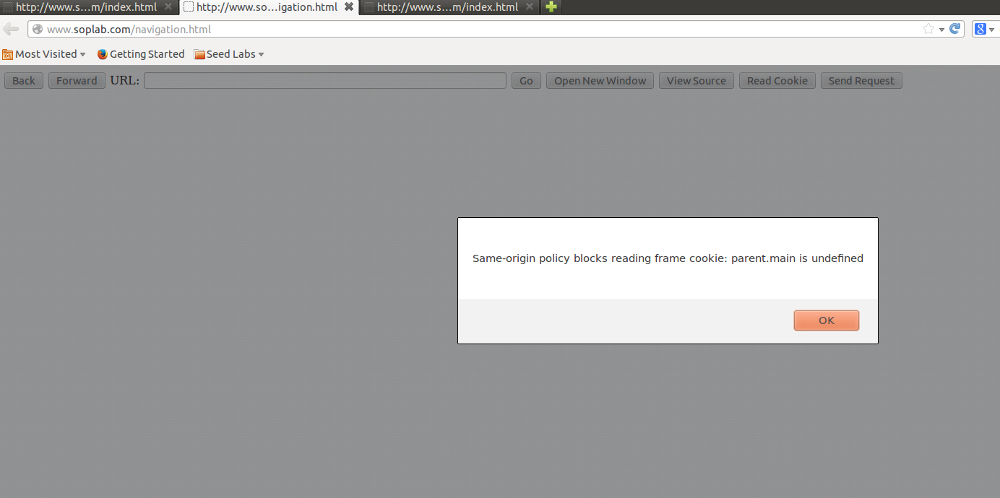 http://www.s...m/index.html http://www.so...igation.html http://www.s...m/index.html
www.soplab.com/navigation.html 8
Most Visited Getting Started Seed Labs
Back Forward URL: Go Open New Window View Source Read Cookie Send Request
Same-origin policy blocks reading frame cookie: parent.main is undefined
OK